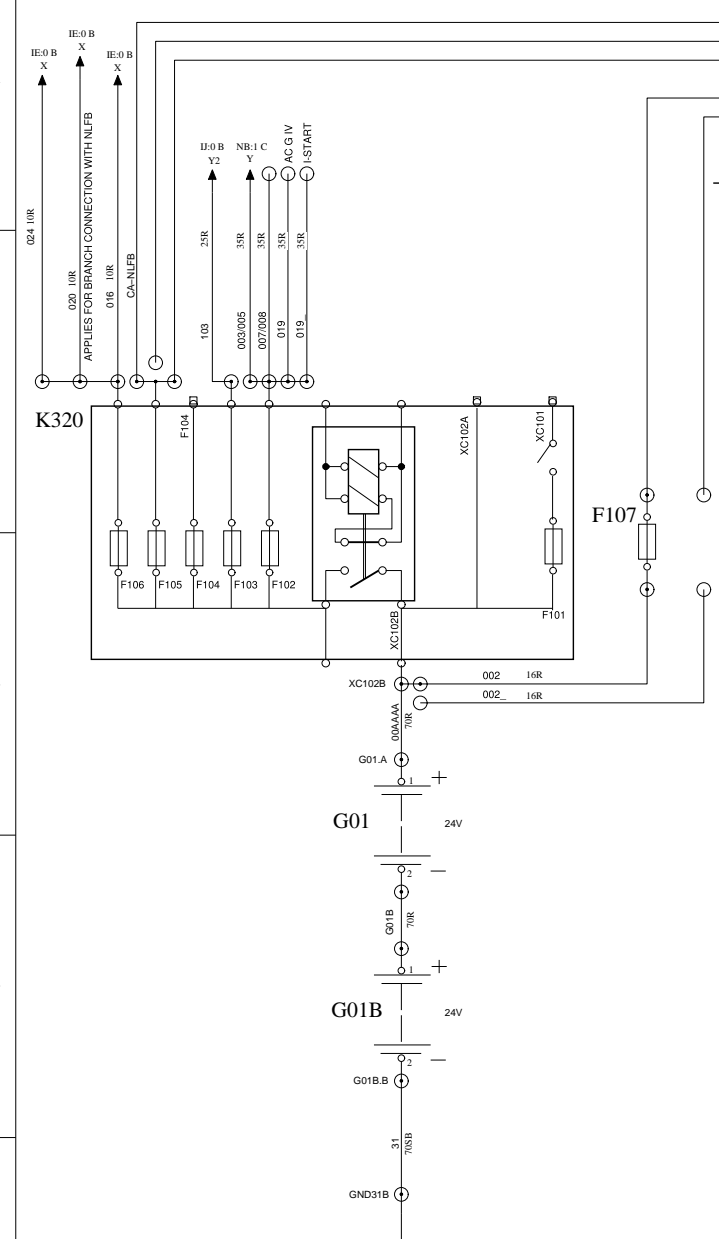 IE:0 B
X
IE:0 B
X
IE:0 B
X
IJ:0 B
Y2
NB:1 C
Y
AC G IV
I-START
024 10R
020 10R
APPLIES FOR BRANCH CONNECTION WITH NLFB
016 10R
CA-NLFB
25R
103
35R
003/005
35R
007/008
35R
019
35R
019_
K320
F104
XC102A
XC101
F107
F106
F105
F104
F103
F102
F101
XC102B
XC102B
002 16R
002_ 16R
00AAAA
70R
G01.A
1
+
G01
24V
2
—
G01B
70R
1
+
G01B
24V
2
—
G01B.B
31
70SB
GND31B